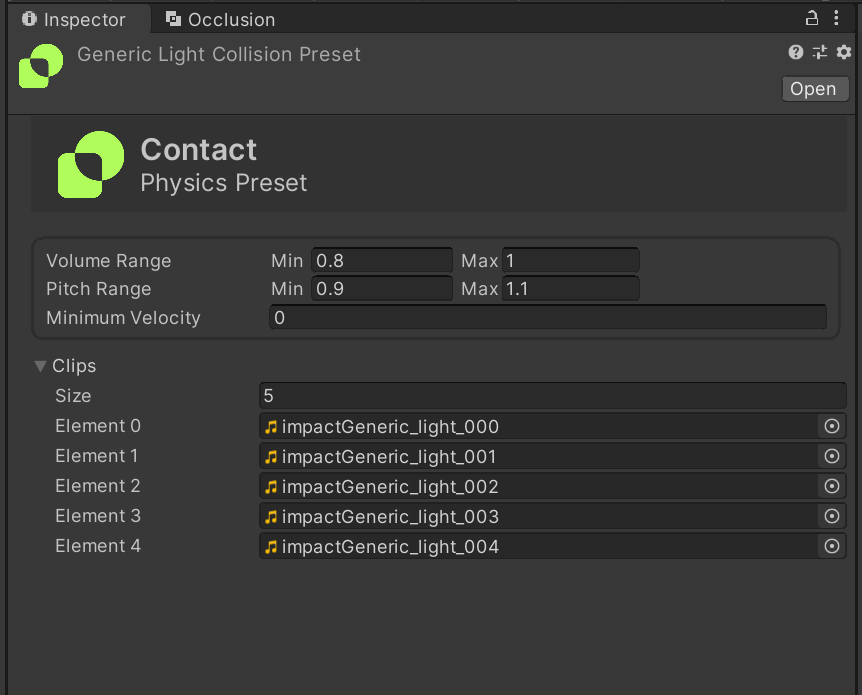 Inspector Occlusion
Generic Light Collision Preset
Open
Contact
Physics Preset
Volume Range Min 0.8 Max 1
Pitch Range Min 0.9 Max 1.1
Minimum Velocity 0
Clips
Size 5
Element 0 impactGeneric_light_000
Element 1 impactGeneric_light_001
Element 2 impactGeneric_light_002
Element 3 impactGeneric_light_003
Element 4 impactGeneric_light_004